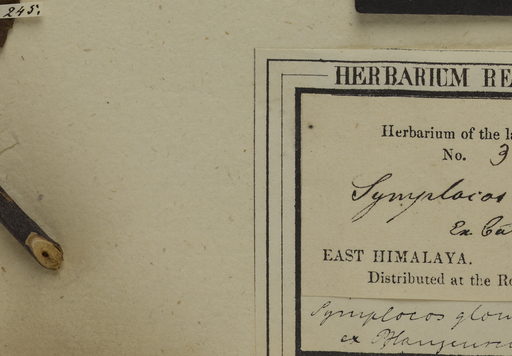 245.
HERBARIUM RE
Herbarium of the la
No. 3
Symplocos
Ex
EAST HIMALAYA.
Distributed at the Ro
Symplocos glom
ex